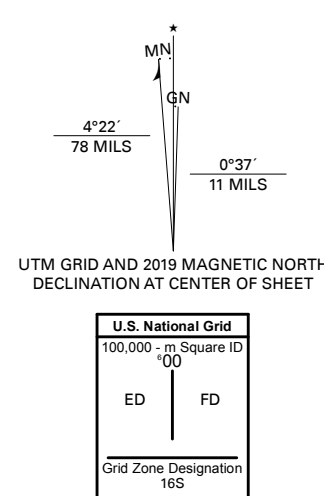 ★
MN
GN
4°22´
78 MILS
0°37´
11 MILS
UTM GRID AND 2019 MAGNETIC NORTH
DECLINATION AT CENTER OF SHEET
U.S. National Grid
100,000 - m Square ID
⁶00
ED FD
Grid Zone Designation
16S